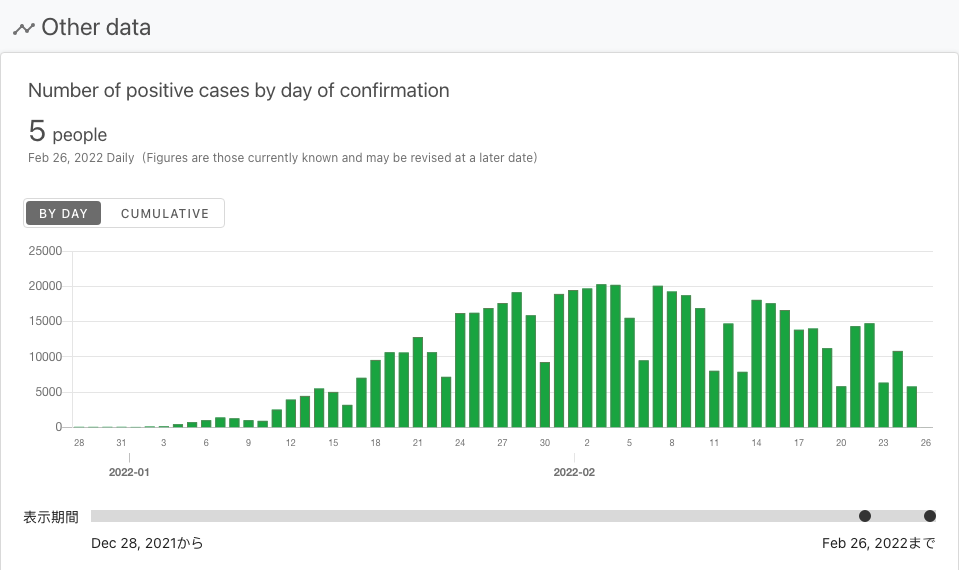 Other data
Number of positive cases by day of confirmation
5 people
Feb 26, 2022 Daily (Figures are those currently known and may be revised at a later date)
BY DAY CUMULATIVE
25000
20000
15000
10000
5000
0
28 31 3 6 9 12 15 18 21 24 27 30 2 5 8 11 14 17 20 23 26
2022-01 2022-02
表示期間
Dec 28, 2021から Feb 26, 2022まで